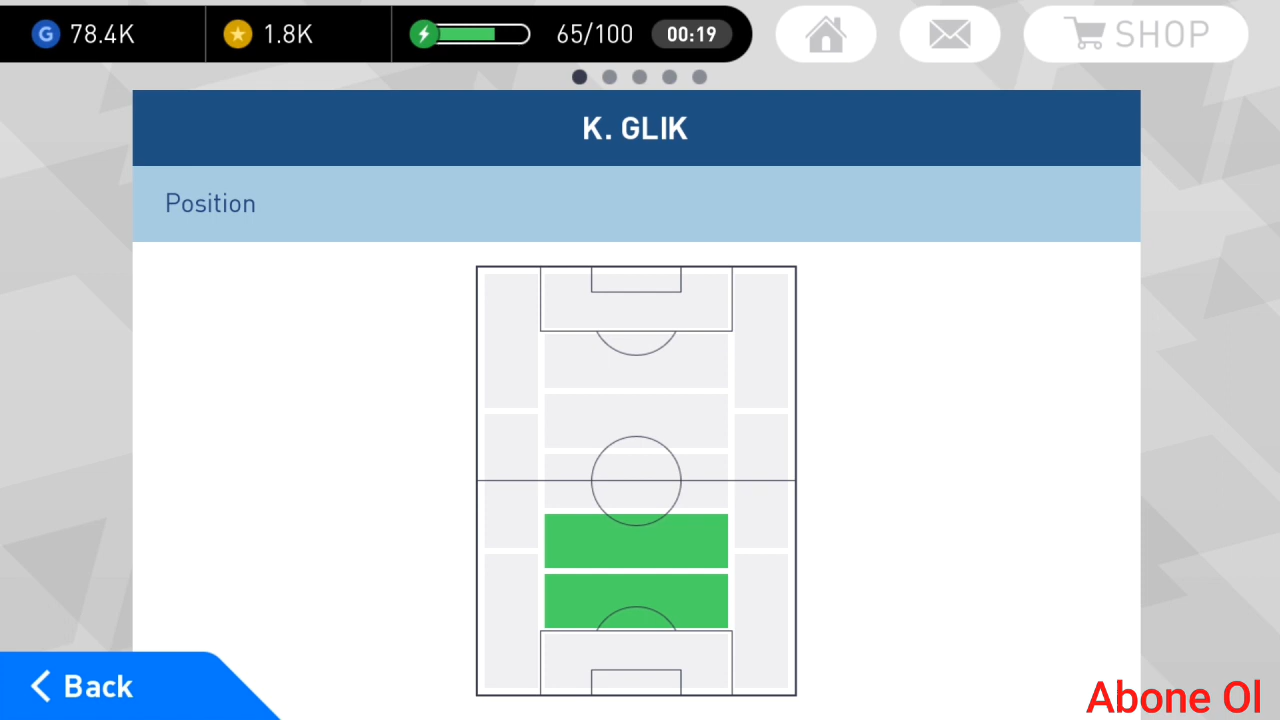 G 78.4K 1.8K 65/100 00:19 SHOP
K. GLIK
Position
Back
Abone Ol